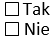 ☐ Tak
☐ Nie